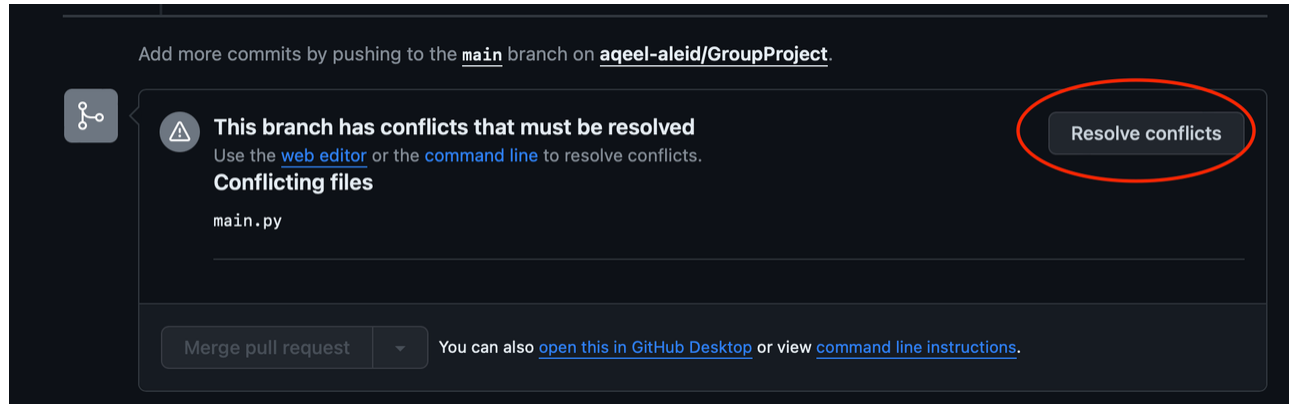 Add more commits by pushing to the main branch on aqeel-aleid/GroupProject.
This branch has conflicts that must be resolved
Resolve conflicts
Use the web editor or the command line to resolve conflicts.
Conflicting files
main.py
Merge pull request
You can also open this in GitHub Desktop or view command line instructions.